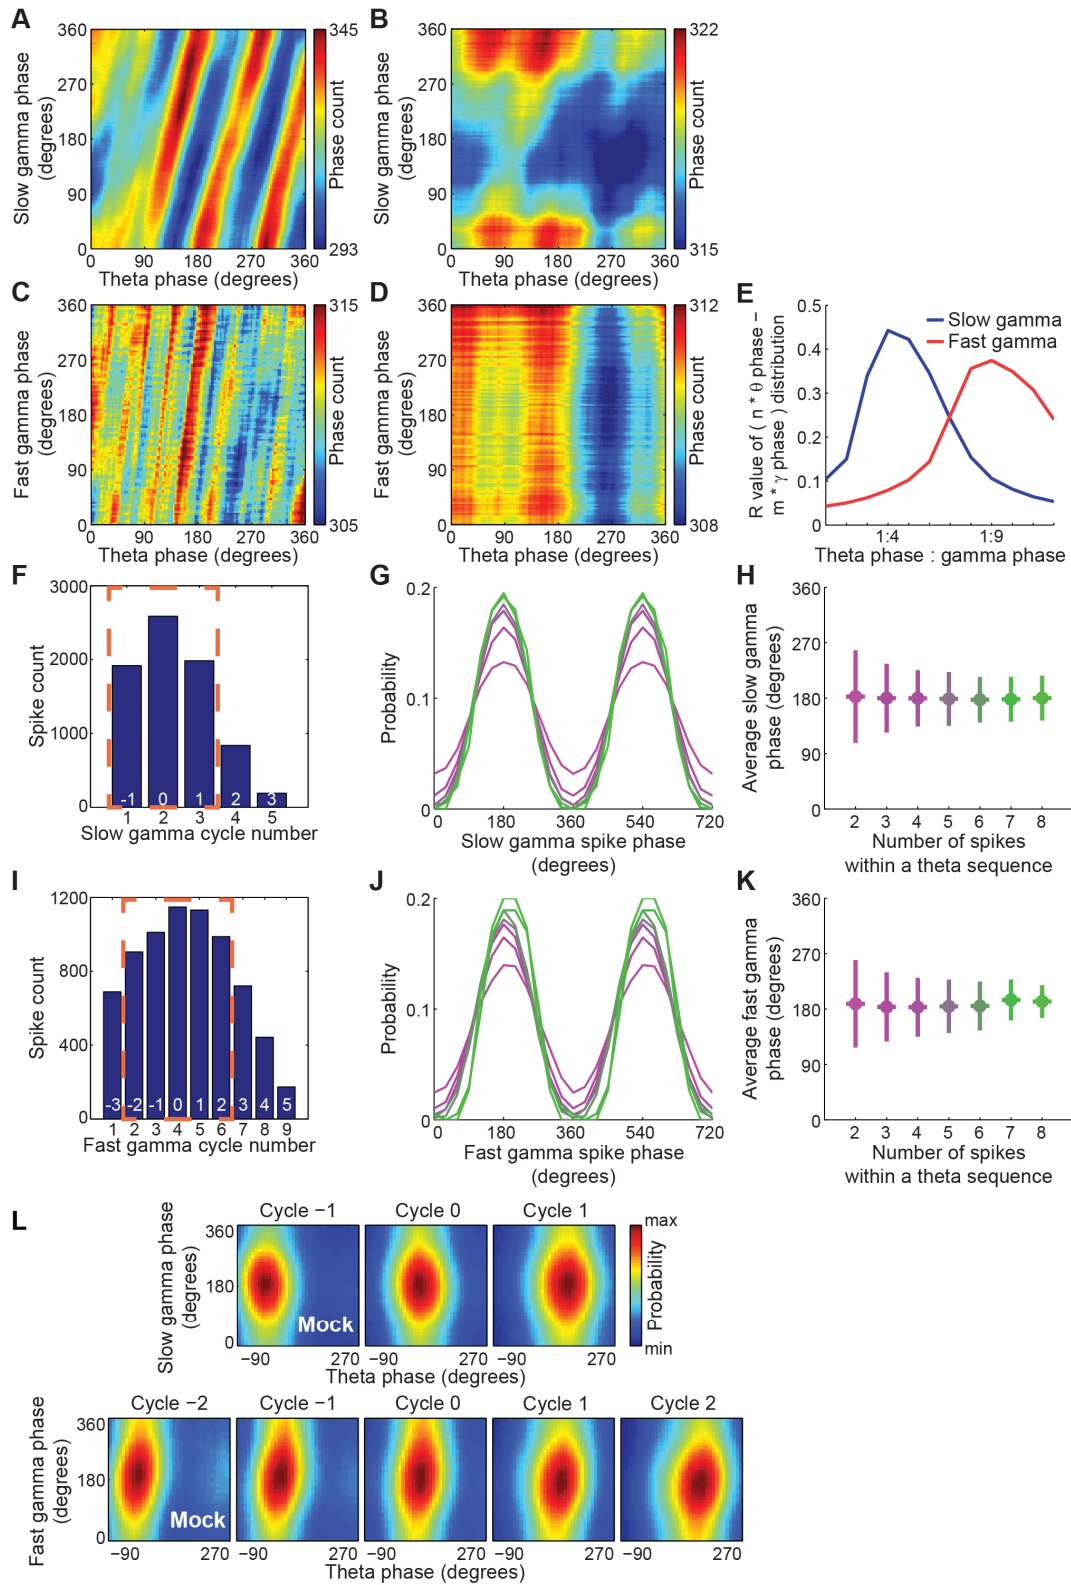 A
Slow gamma phase
(degrees)
360
270
180
90
0
0 90 180 270 360
Theta phase (degrees)
345
Phase count
293
B
Slow gamma phase
(degrees)
360
270
180
90
0
0 90 180 270 360
Theta phase (degrees)
322
Phase count
315
C
Fast gamma phase
(degrees)
360
270
180
90
0
0 90 180 270 360
Theta phase (degrees)
315
Phase count
305
D
Fast gamma phase
(degrees)
360
270
180
90
0
0 90 180 270 360
Theta phase (degrees)
312
Phase count
308
E
R value of ( n * θ phase −
m * γ phase ) distribution
0.5
0.4
0.3
0.2
0.1
0
Slow gamma
Fast gamma
1:4 1:9
Theta phase : gamma phase
F
Spike count
3000
2000
1000
0
-1 0 1 2 3
1 2 3 4 5
Slow gamma cycle number
G
Probability
0.2
0.1
0
0 180 360 540 720
Slow gamma spike phase
(degrees)
H
Average slow gamma
phase (degrees)
360
270
180
90
0
2 3 4 5 6 7 8
Number of spikes
within a theta sequence
I
Spike count
1200
800
400
0
-3 -2 -1 0 1 2 3 4 5
1 2 3 4 5 6 7 8 9
Fast gamma cycle number
J
Probability
0.2
0.1
0
0 180 360 540 720
Fast gamma spike phase
(degrees)
K
Average fast gamma
phase (degrees)
360
270
180
90
0
2 3 4 5 6 7 8
Number of spikes
within a theta sequence
L
Slow gamma phase
(degrees)
Cycle −1 Cycle 0 Cycle 1
360
180
0
Mock
−90 270 −90 270 −90 270
Theta phase (degrees)
max
Probability
min
Fast gamma phase
(degrees)
Cycle −2 Cycle −1 Cycle 0 Cycle 1 Cycle 2
360
180
0
Mock
−90 270 −90 270 −90 270 −90 270 −90 270
Theta phase (degrees)